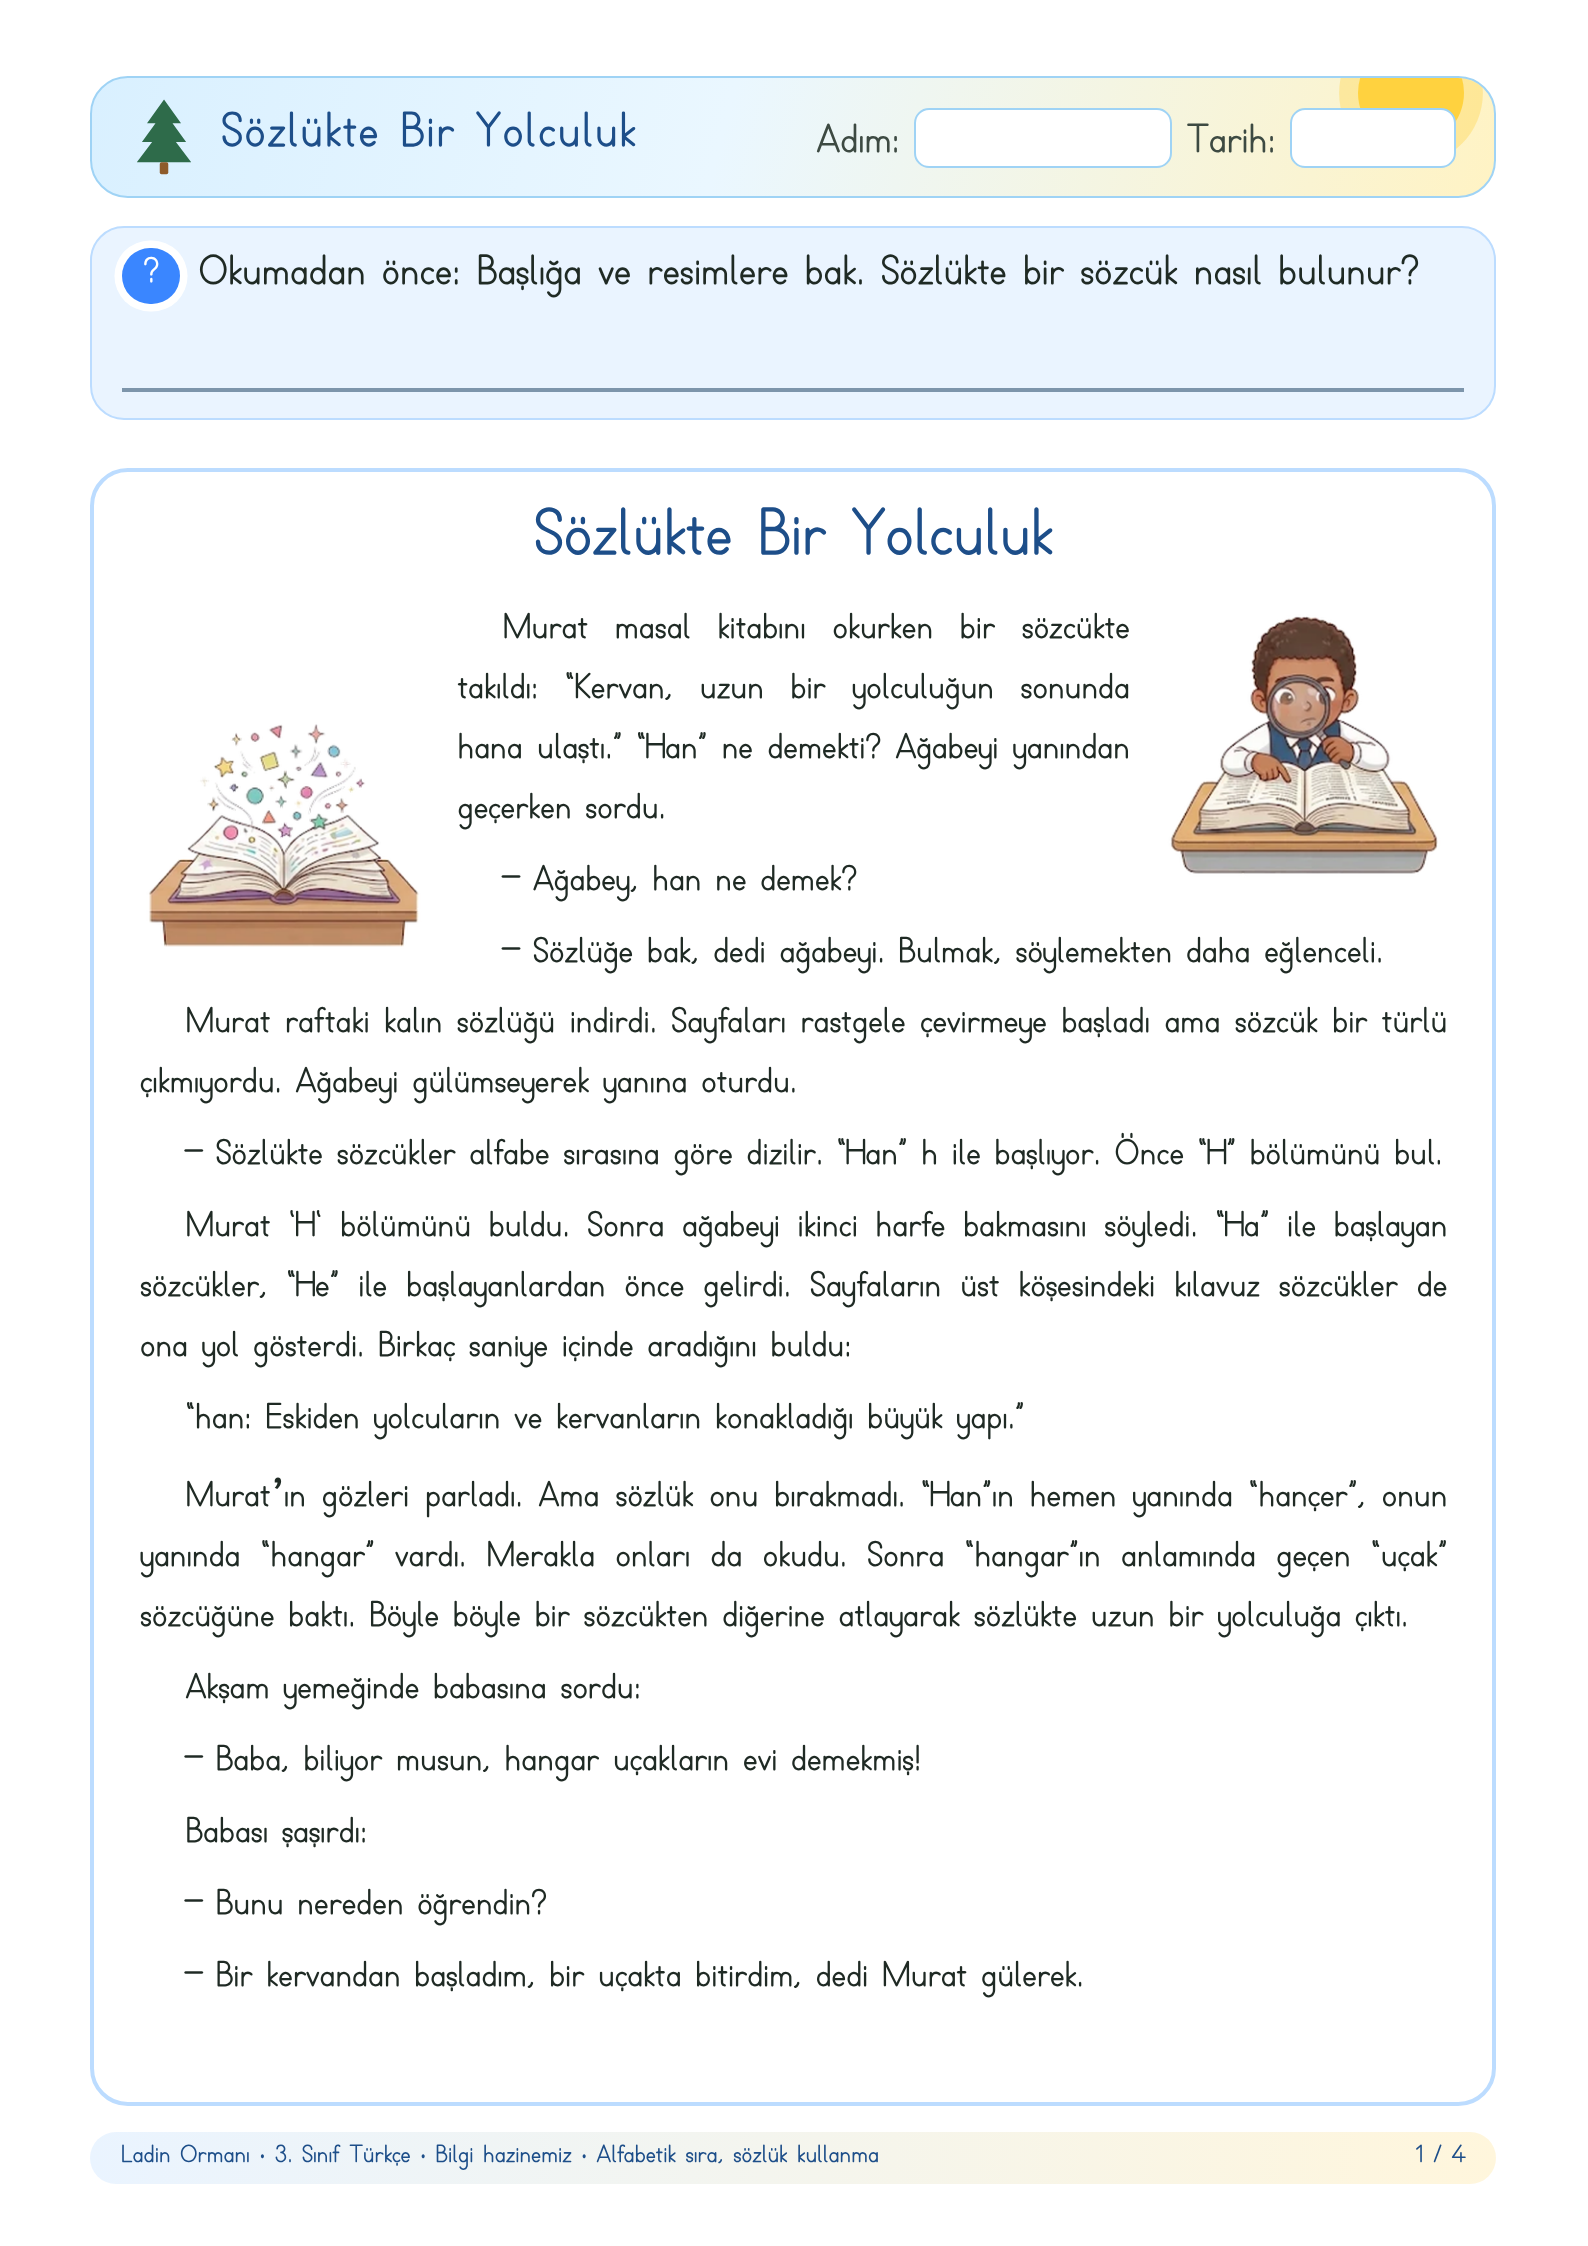 Sözlükte Bir Yolculuk
Adım:
Tarih:
? Okumadan önce: Başlığa ve resimlere bak. Sözlükte bir sözcük nasıl bulunur?
Sözlükte Bir Yolculuk
Murat masal kitabını okurken bir sözcükte
takıldı: “Kervan, uzun bir yolculuğun sonunda
hana ulaştı.” “Han” ne demekti? Ağabeyi yanından
geçerken sordu.
– Ağabey, han ne demek?
– Sözlüğe bak, dedi ağabeyi. Bulmak, söylemekten daha eğlenceli.
Murat raftaki kalın sözlüğü indirdi. Sayfaları rastgele çevirmeye başladı ama sözcük bir türlü
çıkmıyordu. Ağabeyi gülümseyerek yanına oturdu.
– Sözlükte sözcükler alfabe sırasına göre dizilir. “Han” h ile başlıyor. Önce “H” bölümünü bul.
Murat ‘H‘ bölümünü buldu. Sonra ağabeyi ikinci harfe bakmasını söyledi. “Ha” ile başlayan
sözcükler, “He” ile başlayanlardan önce gelirdi. Sayfaların üst köşesindeki kılavuz sözcükler de
ona yol gösterdi. Birkaç saniye içinde aradığını buldu:
“han: Eskiden yolcuların ve kervanların konakladığı büyük yapı.”
Murat’ın gözleri parladı. Ama sözlük onu bırakmadı. “Han”ın hemen yanında “hançer”, onun
yanında “hangar” vardı. Merakla onları da okudu. Sonra “hangar”ın anlamında geçen “uçak”
sözcüğüne baktı. Böyle böyle bir sözcükten diğerine atlayarak sözlükte uzun bir yolculuğa çıktı.
Akşam yemeğinde babasına sordu:
– Baba, biliyor musun, hangar uçakların evi demekmiş!
Babası şaşırdı:
– Bunu nereden öğrendin?
– Bir kervandan başladım, bir uçakta bitirdim, dedi Murat gülerek.
Ladin Ormanı • 3. Sınıf Türkçe • Bilgi hazinemiz • Alfabetik sıra, sözlük kullanma
1 / 4